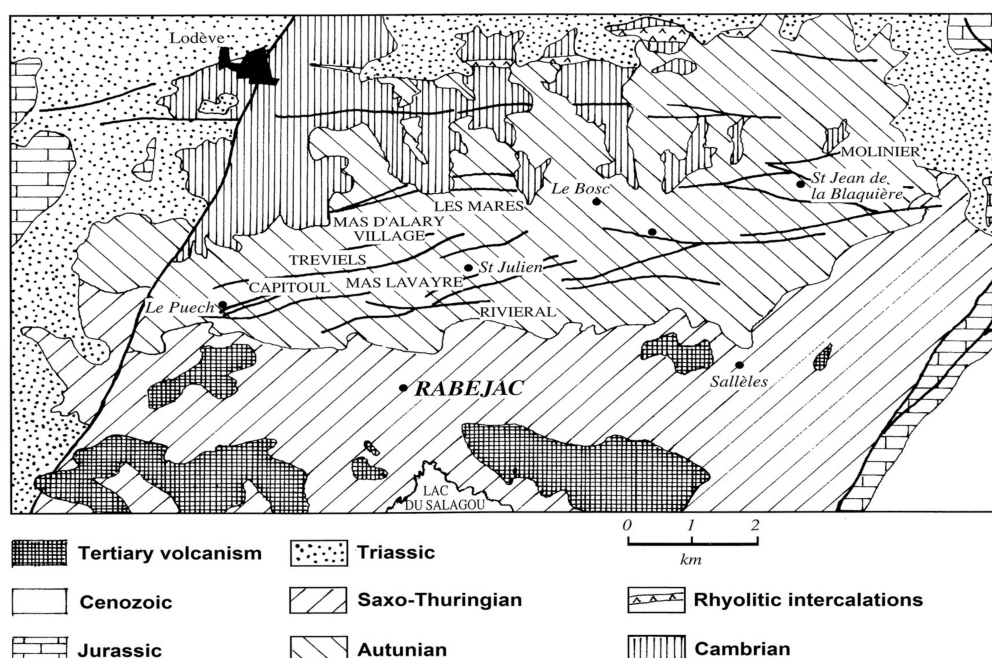 Lodève
MOLINIER
St Jean de
la Blaquière
Le Bosc
LES MARES
MAS D'ALARY
VILLAGE
TREVIELS
St Julien
CAPITOUL
MAS LAVAYRE
Le Puech
RIVIERAL
Sallèles
RABEJAC
LAC
DU SALAGOU
0 1 2
km
Tertiary volcanism
Triassic
Cenozoic
Saxo-Thuringian
Rhyolitic intercalations
Jurassic
Autunian
Cambrian